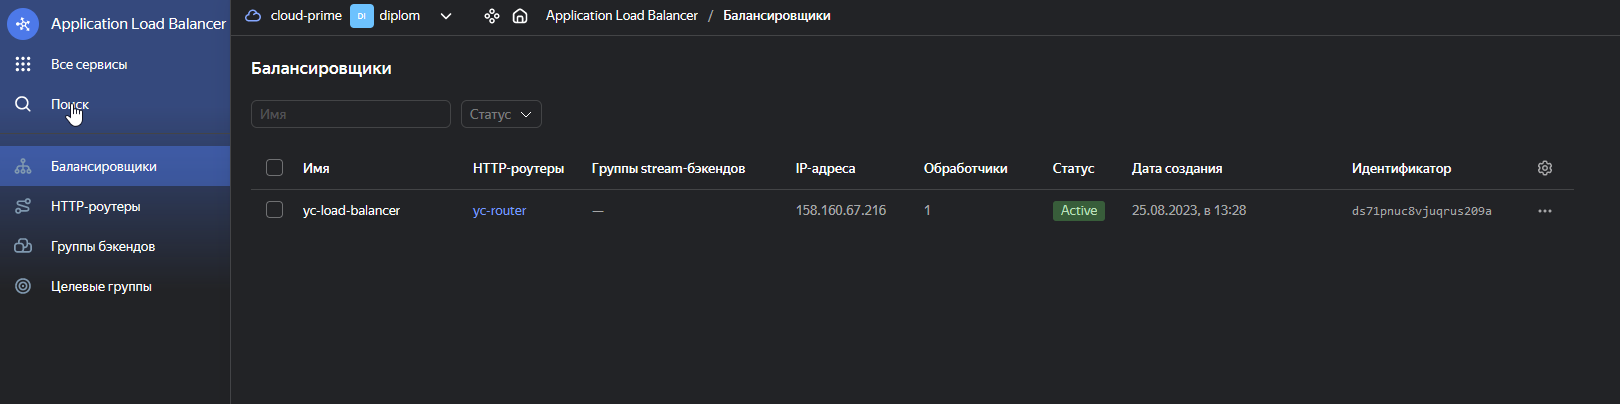 Application Load Balancer
Все сервисы
Поиск
Балансировщики
HTTP-роутеры
Группы бэкендов
Целевые группы
cloud-prime DI diplom Application Load Balancer / Балансировщики
Балансировщики
Имя Статус
Имя HTTP-роутеры Группы stream-бэкендов IP-адреса Обработчики Статус Дата создания Идентификатор
yc-load-balancer yc-router — 158.160.67.216 1 Active 25.08.2023, в 13:28 ds71pnuc8vjuqrus209a